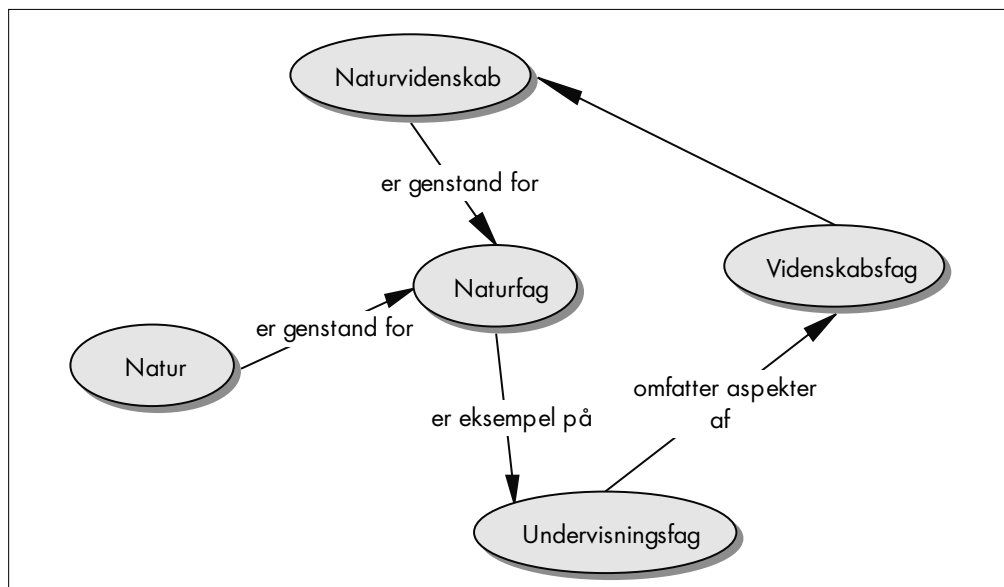 Naturvidenskab
er genstand for
Videnskabsfag
Naturfag
er genstand for
Natur
omfatter aspekter
af
er eksempel på
Undervisningsfag